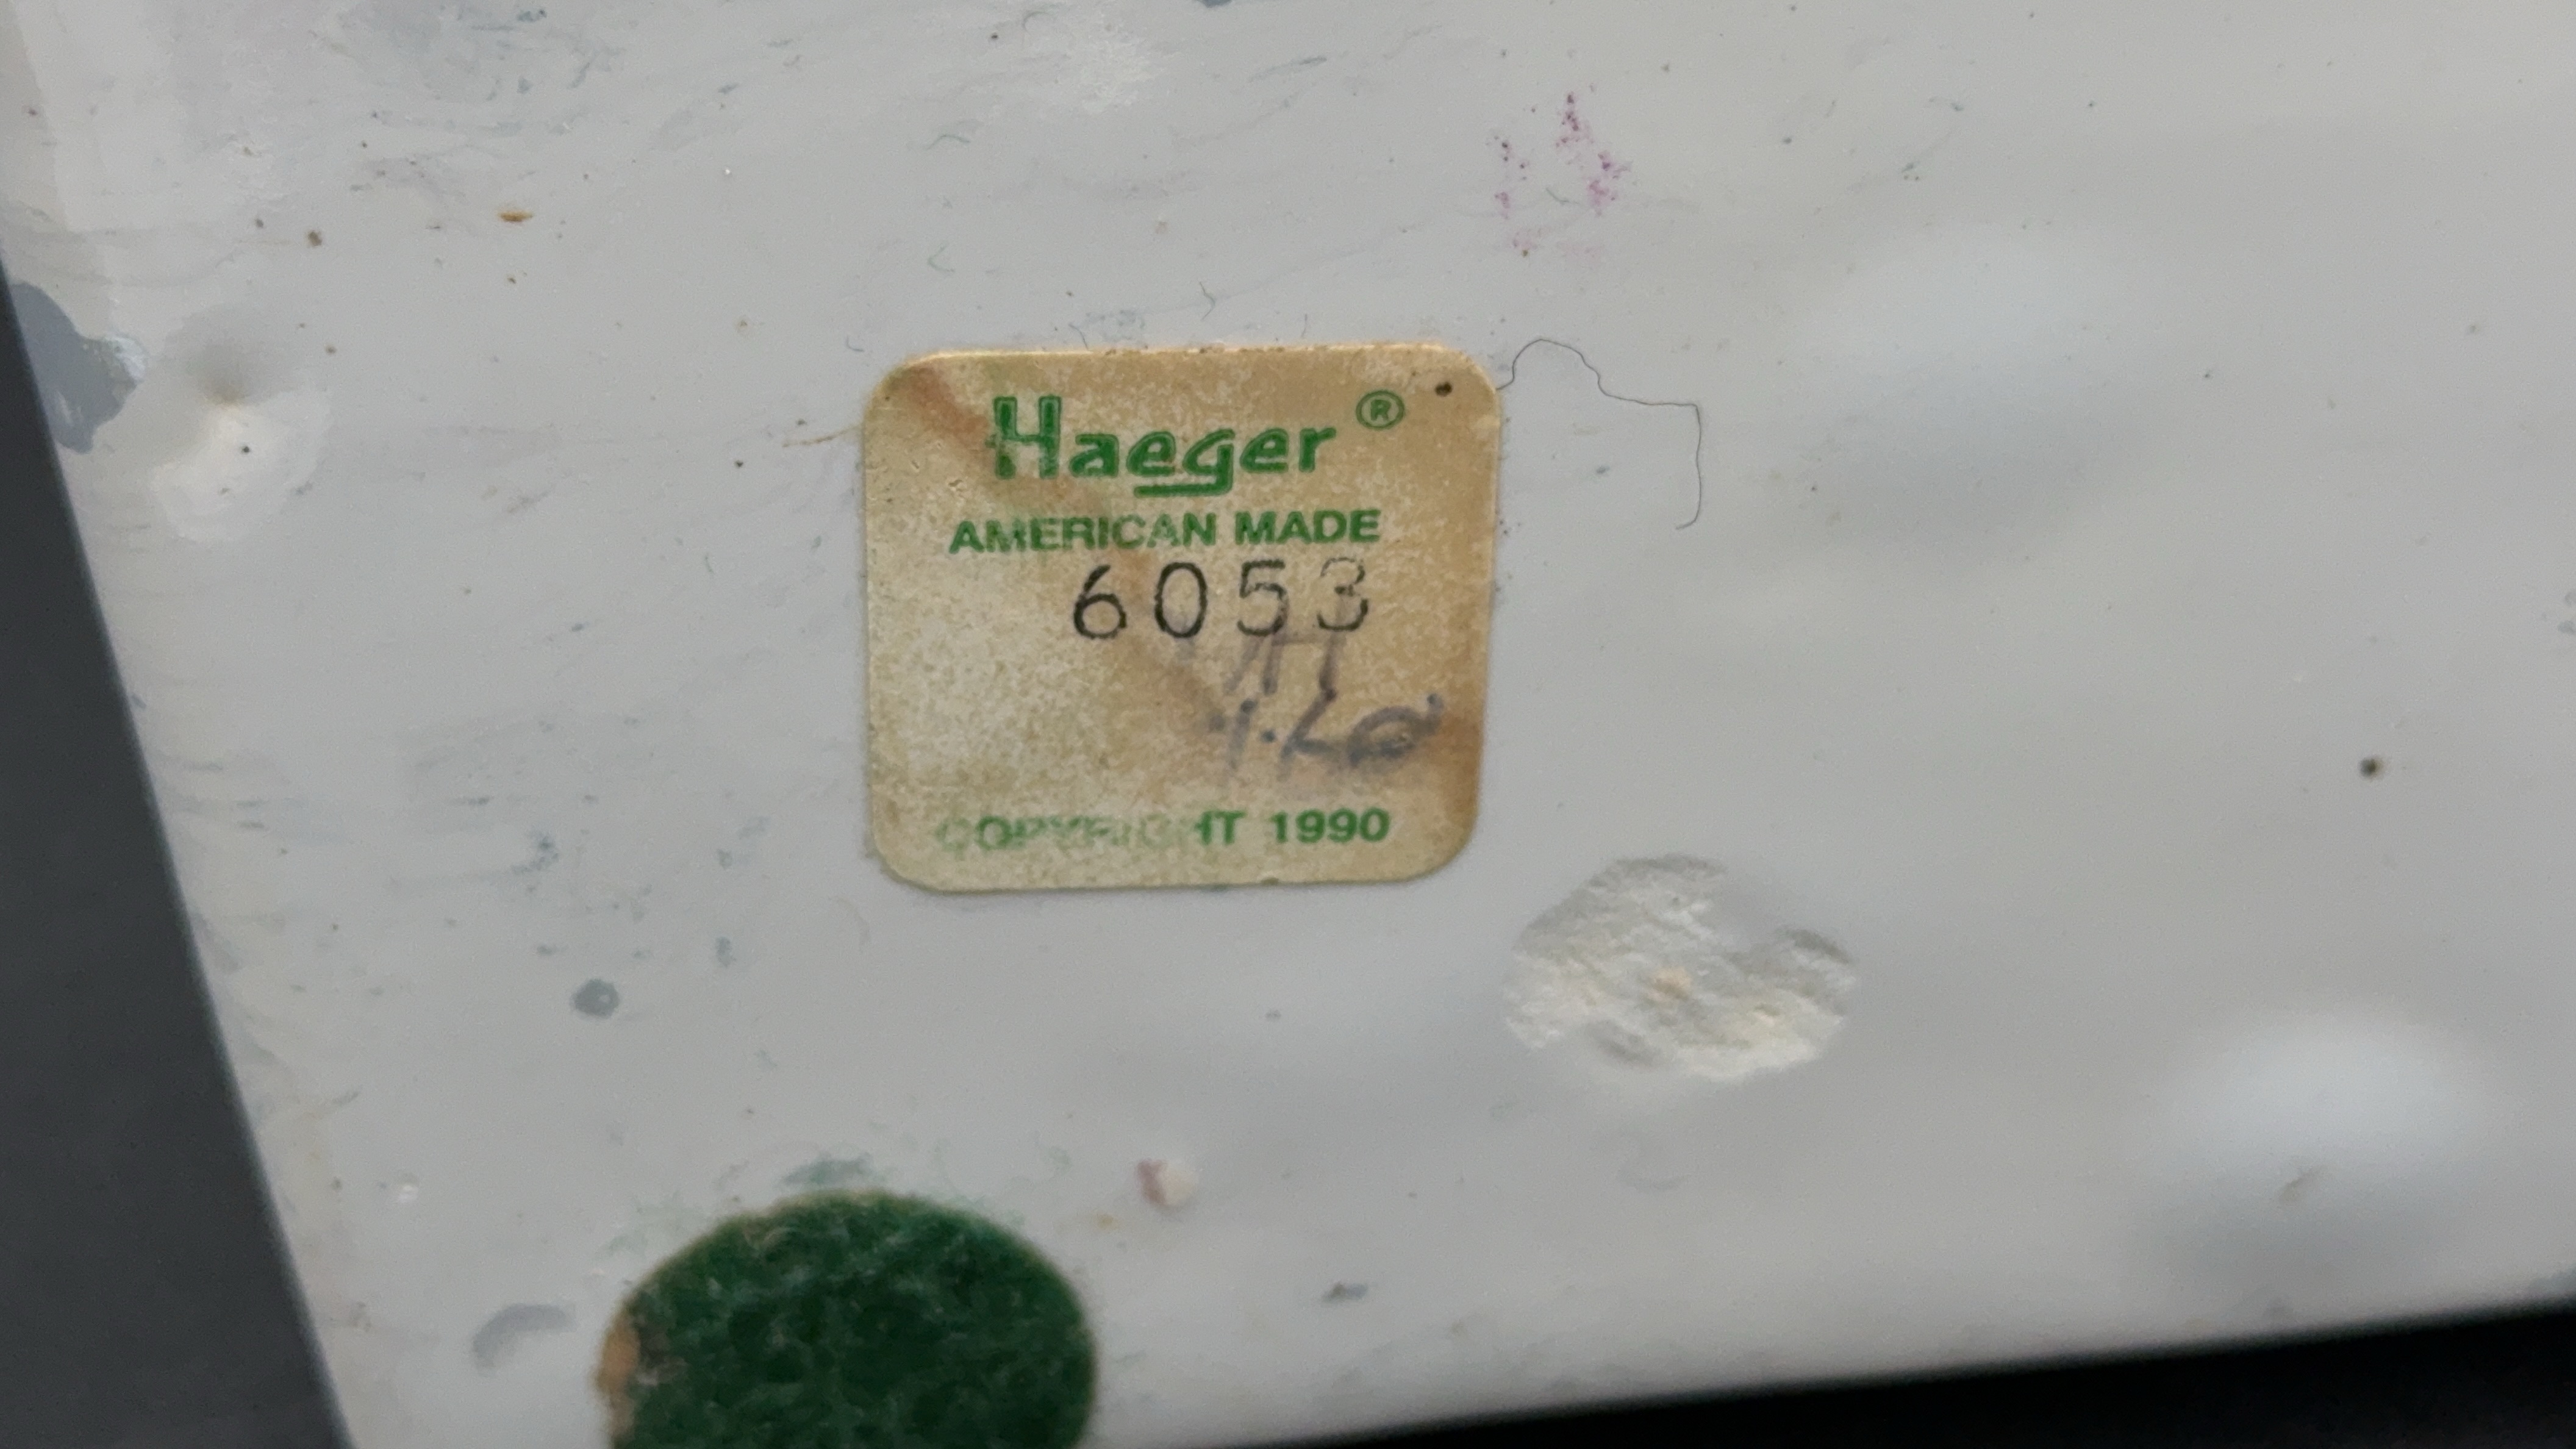 Haeger ®
AMERICAN MADE
6053
COPYRIGHT 1990